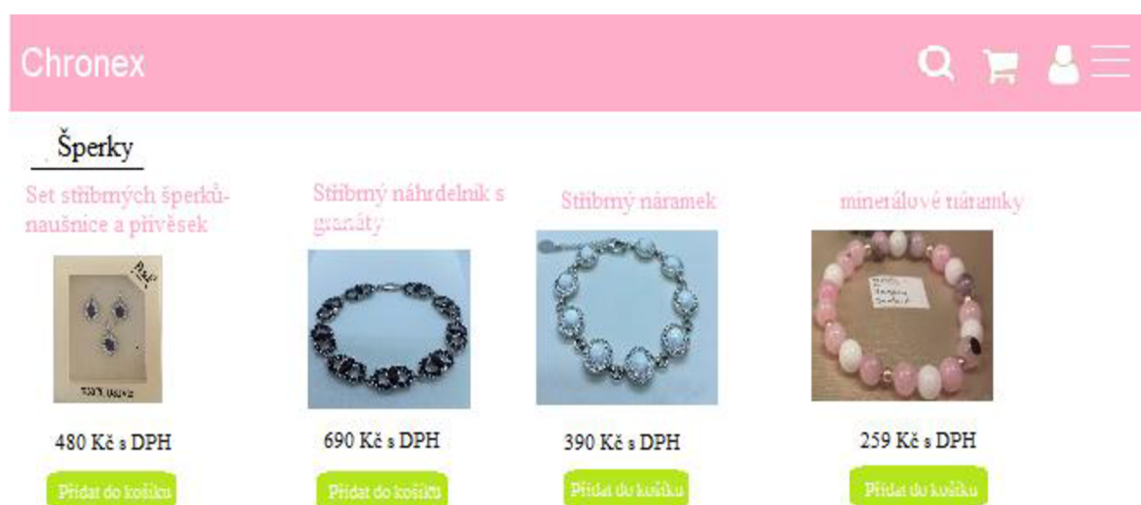 Chronex
Šperky
Set stříbrných šperků-
naušnice a přívěsek
Stříbrný náhrdelník s
granáty
Stříbrný náramek
minerálové náramky
480 Kč s DPH
690 Kč s DPH
390 Kč s DPH
259 Kč s DPH
Přidat do košíku
Přidat do košíku
Přidat do košíku
Přidat do košíku